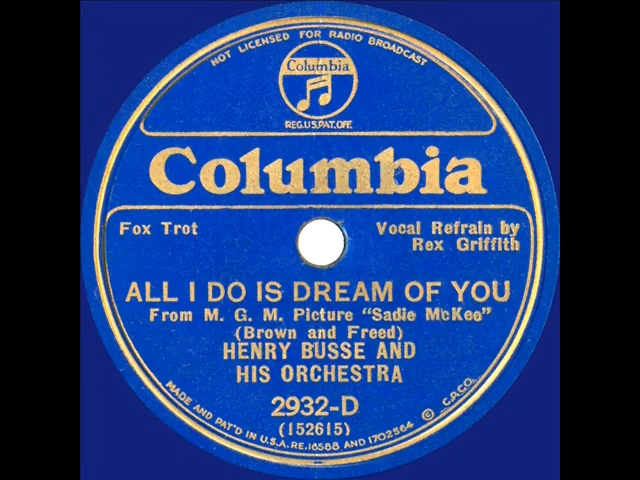 NOT LICENSED FOR RADIO BROADCAST
Columbia
REG.U.S.PAT.OFF.
Columbia
Fox Trot
Vocal Refrain by
Rex Griffith
ALL I DO IS DREAM OF YOU
From M. G. M. Picture "Sadie McKee"
(Brown and Freed)
HENRY BUSSE AND
HIS ORCHESTRA
2932-D
(152615)
MADE AND PAT'D IN U.S.A. RE.16588 AND 1702564 © C.P.CO.